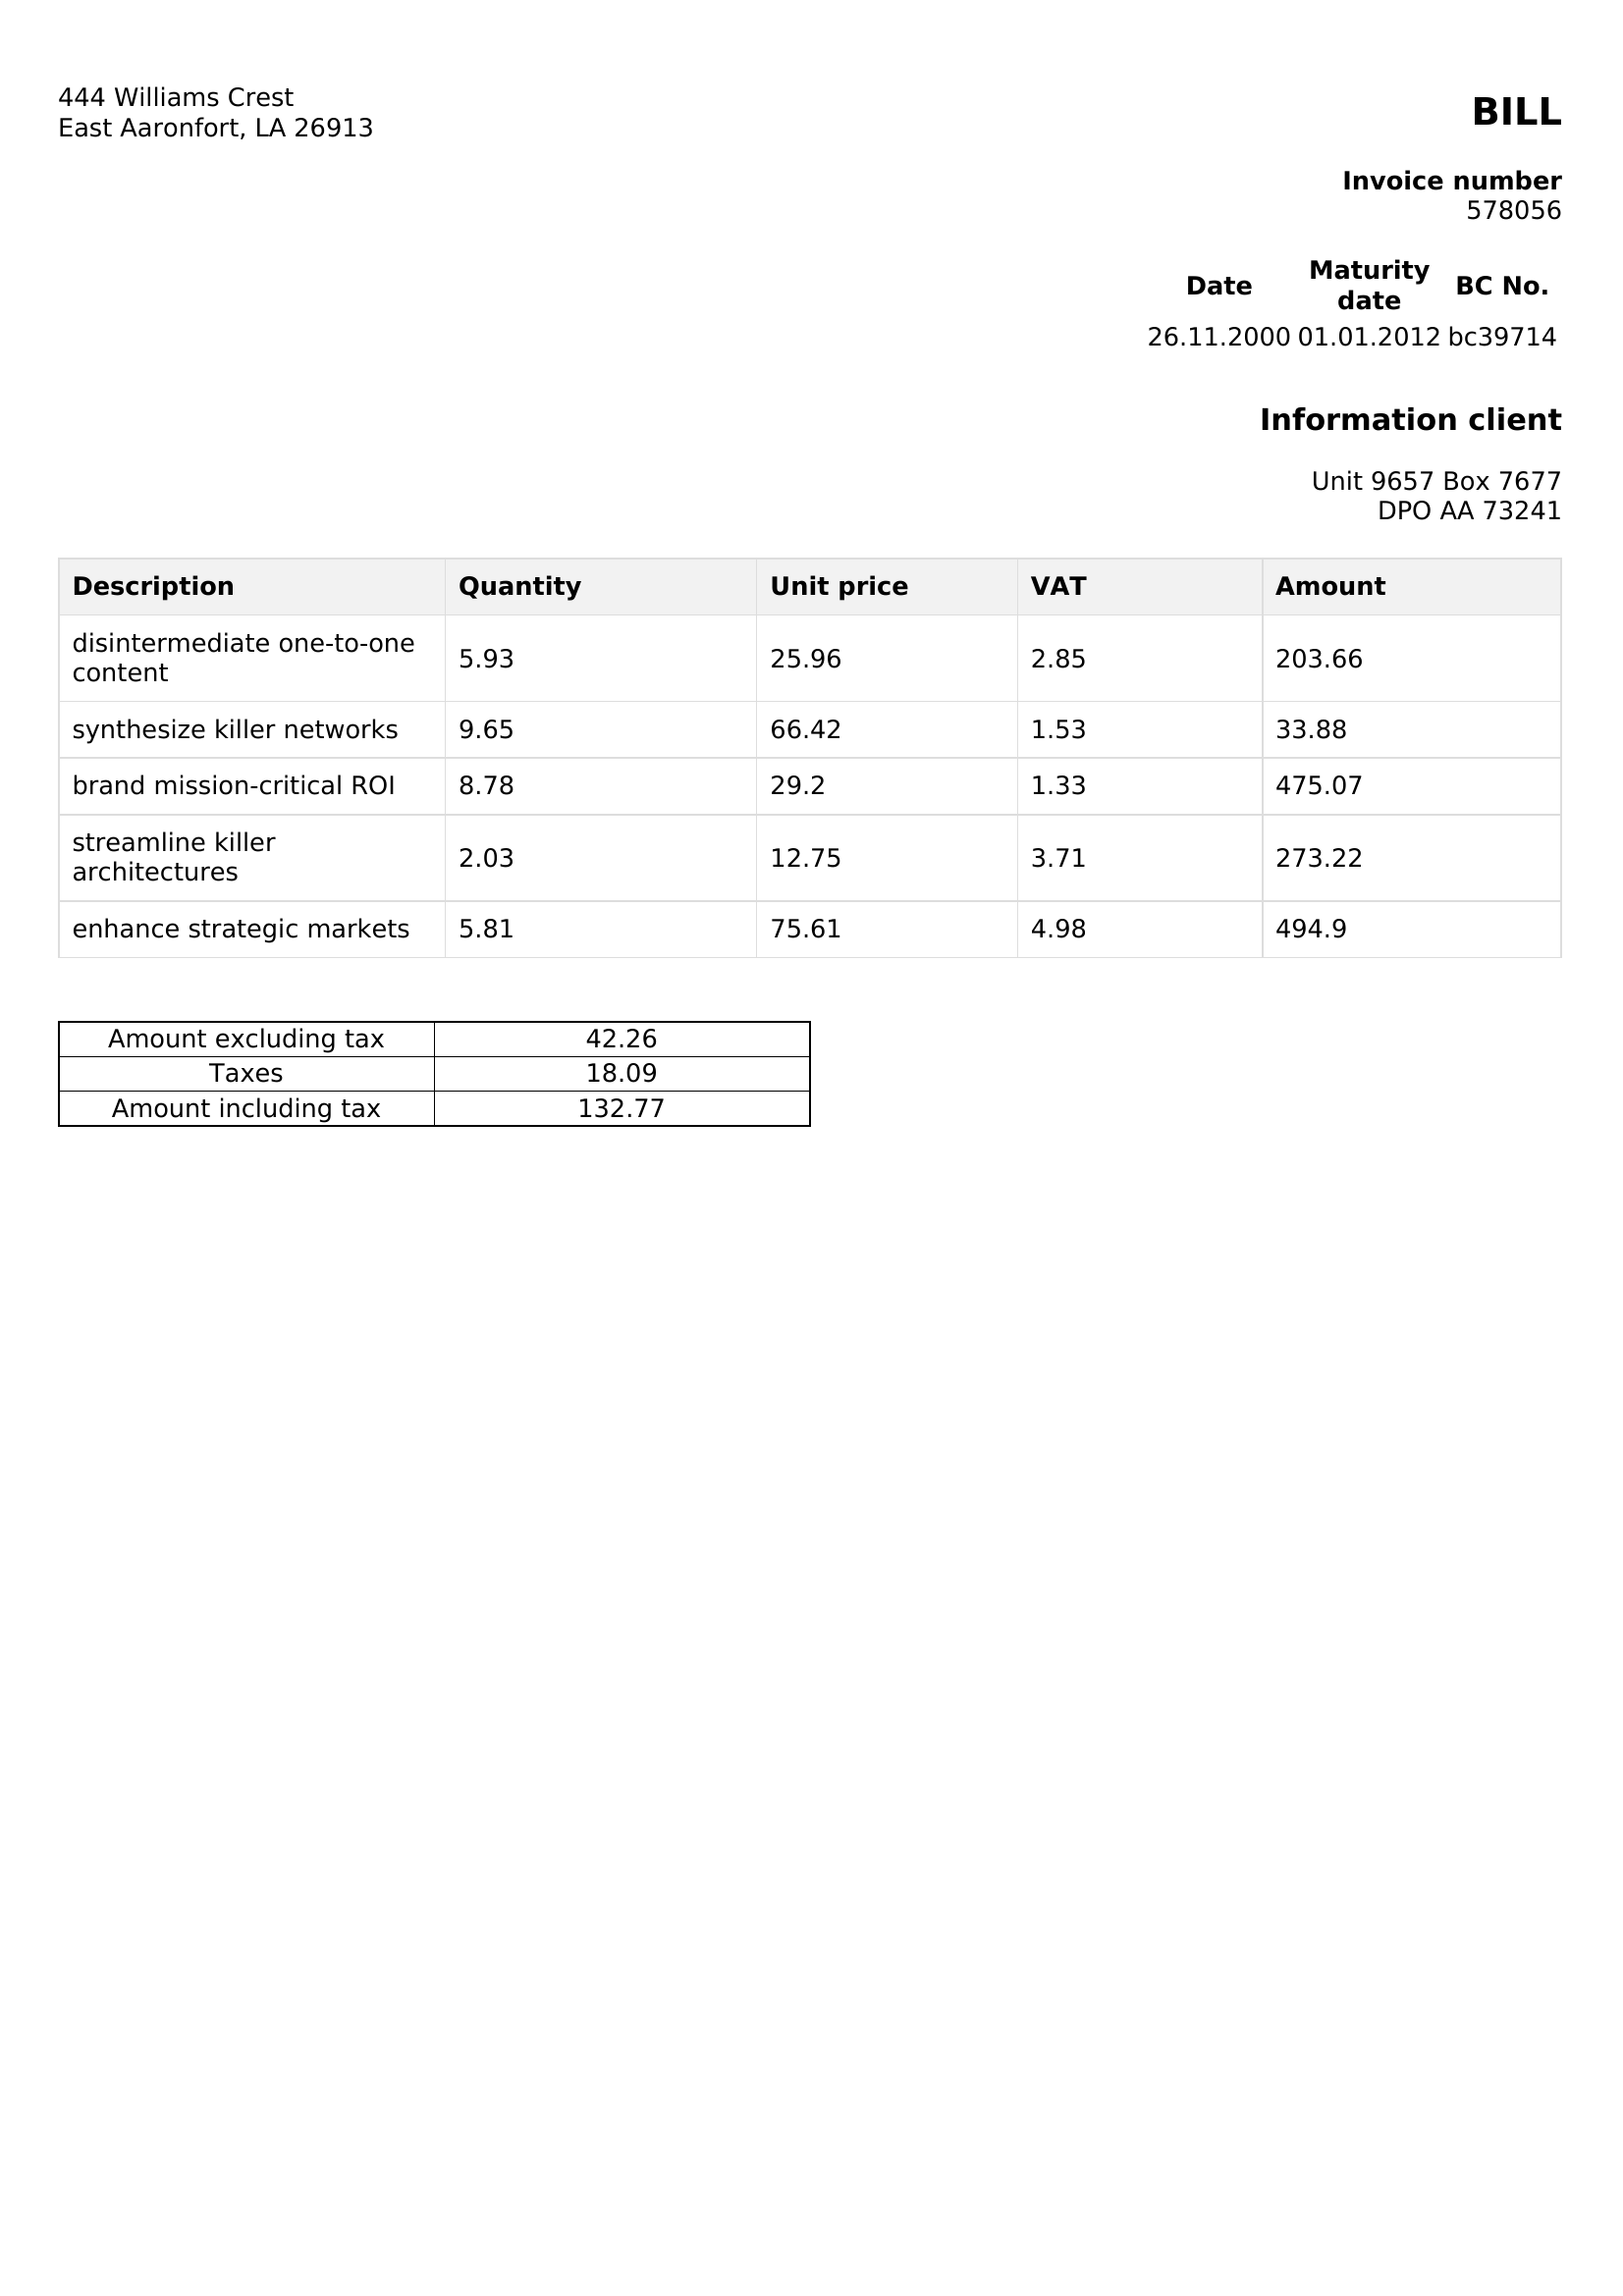 444 Williams Crest
East Aaronfort, LA 26913
BILL
Invoice number
578056
Date Maturity date BC No.
26.11.2000 01.01.2012 bc39714
Information client
Unit 9657 Box 7677
DPO AA 73241
Description Quantity Unit price VAT Amount
disintermediate one-to-one
content 5.93 25.96 2.85 203.66
synthesize killer networks 9.65 66.42 1.53 33.88
brand mission-critical ROI 8.78 29.2 1.33 475.07
streamline killer
architectures 2.03 12.75 3.71 273.22
enhance strategic markets 5.81 75.61 4.98 494.9
Amount excluding tax 42.26
Taxes 18.09
Amount including tax 132.77